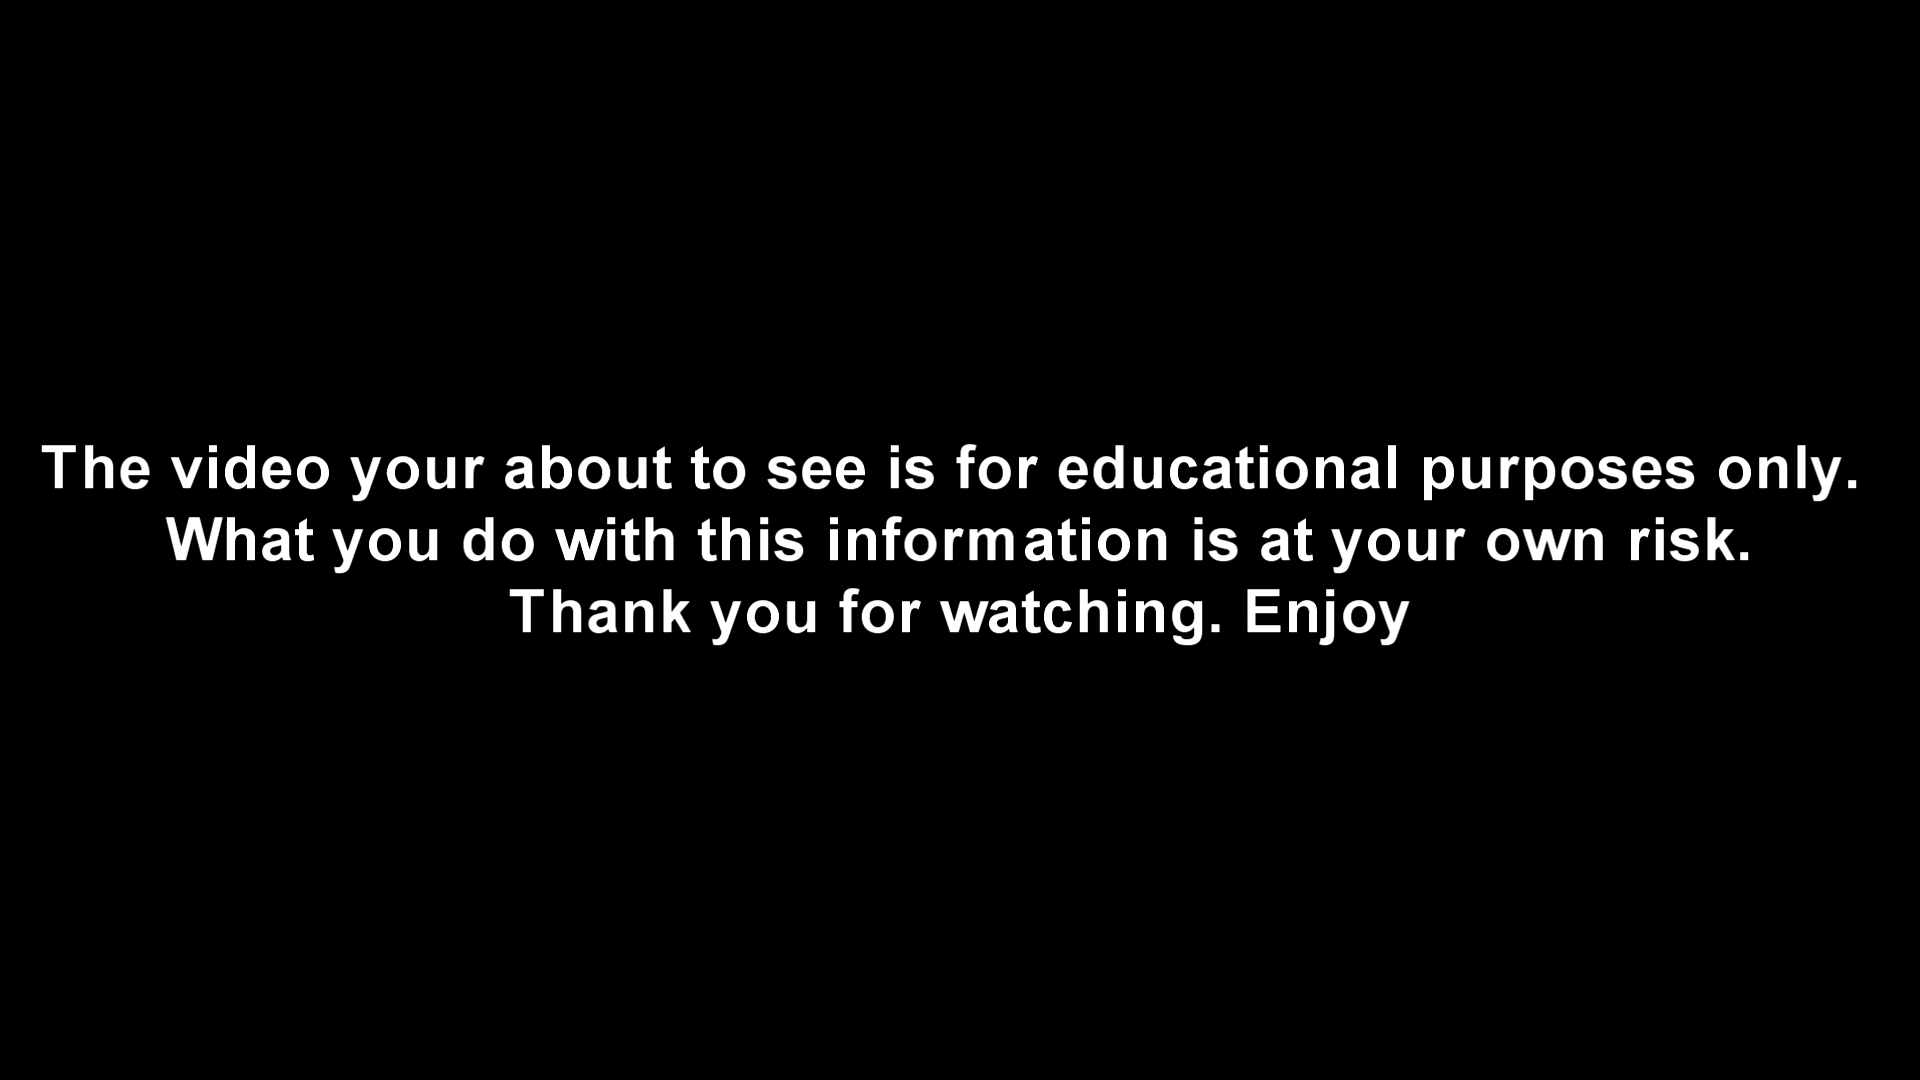 The video your about to see is for educational purposes only.
What you do with this information is at your own risk.
Thank you for watching. Enjoy